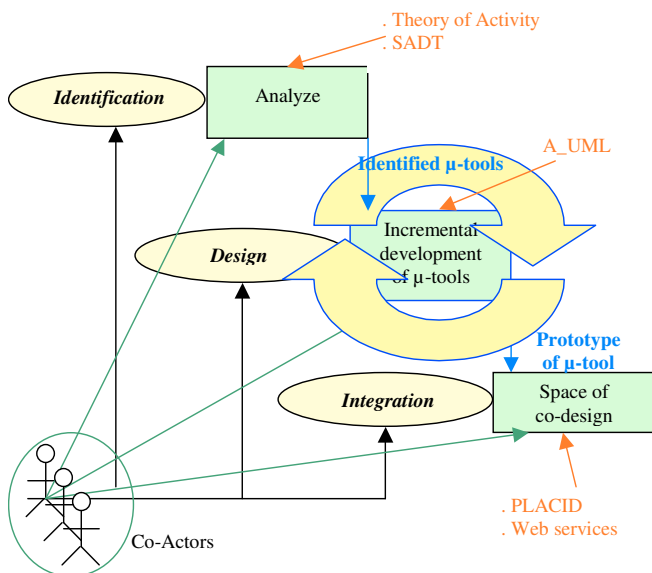 . Theory of Activity
. SADT
Identification
Analyze
A_UML
Identified µ-tools
Incremental
development
of µ-tools
Design
Prototype
of µ-tool
Integration
Space of
co-design
. PLACID
. Web services
Co-Actors